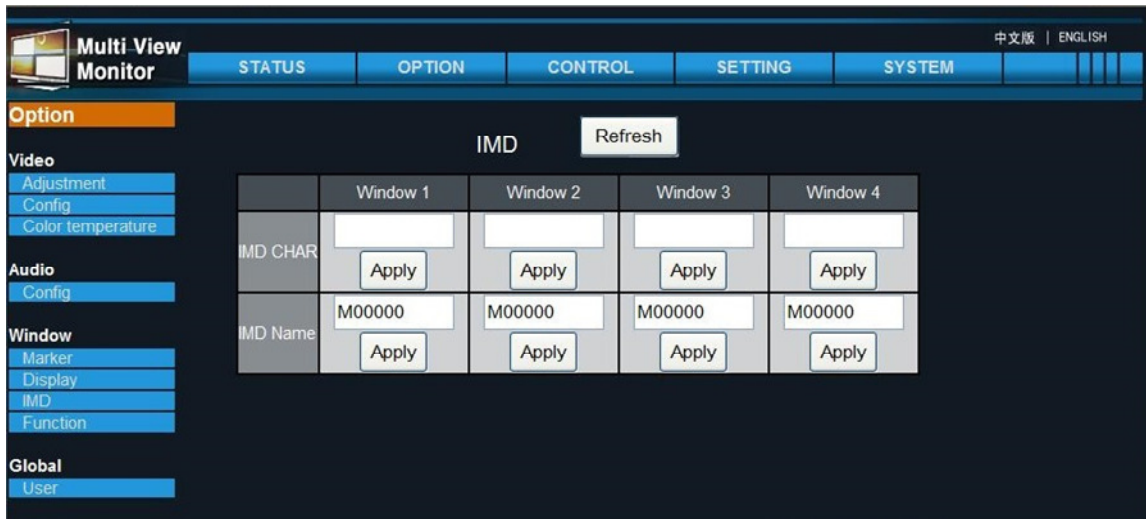 Multi View
Monitor
中文版 | ENGLISH
STATUS OPTION CONTROL SETTING SYSTEM
Option
Video
Adjustment
Config
Color temperature
Audio
Config
Window
Marker
Display
IMD
Function
Global
User
IMD Refresh
Window 1 Window 2 Window 3 Window 4
IMD CHAR
Apply Apply Apply Apply
M00000 M00000 M00000 M00000
IMD Name
Apply Apply Apply Apply